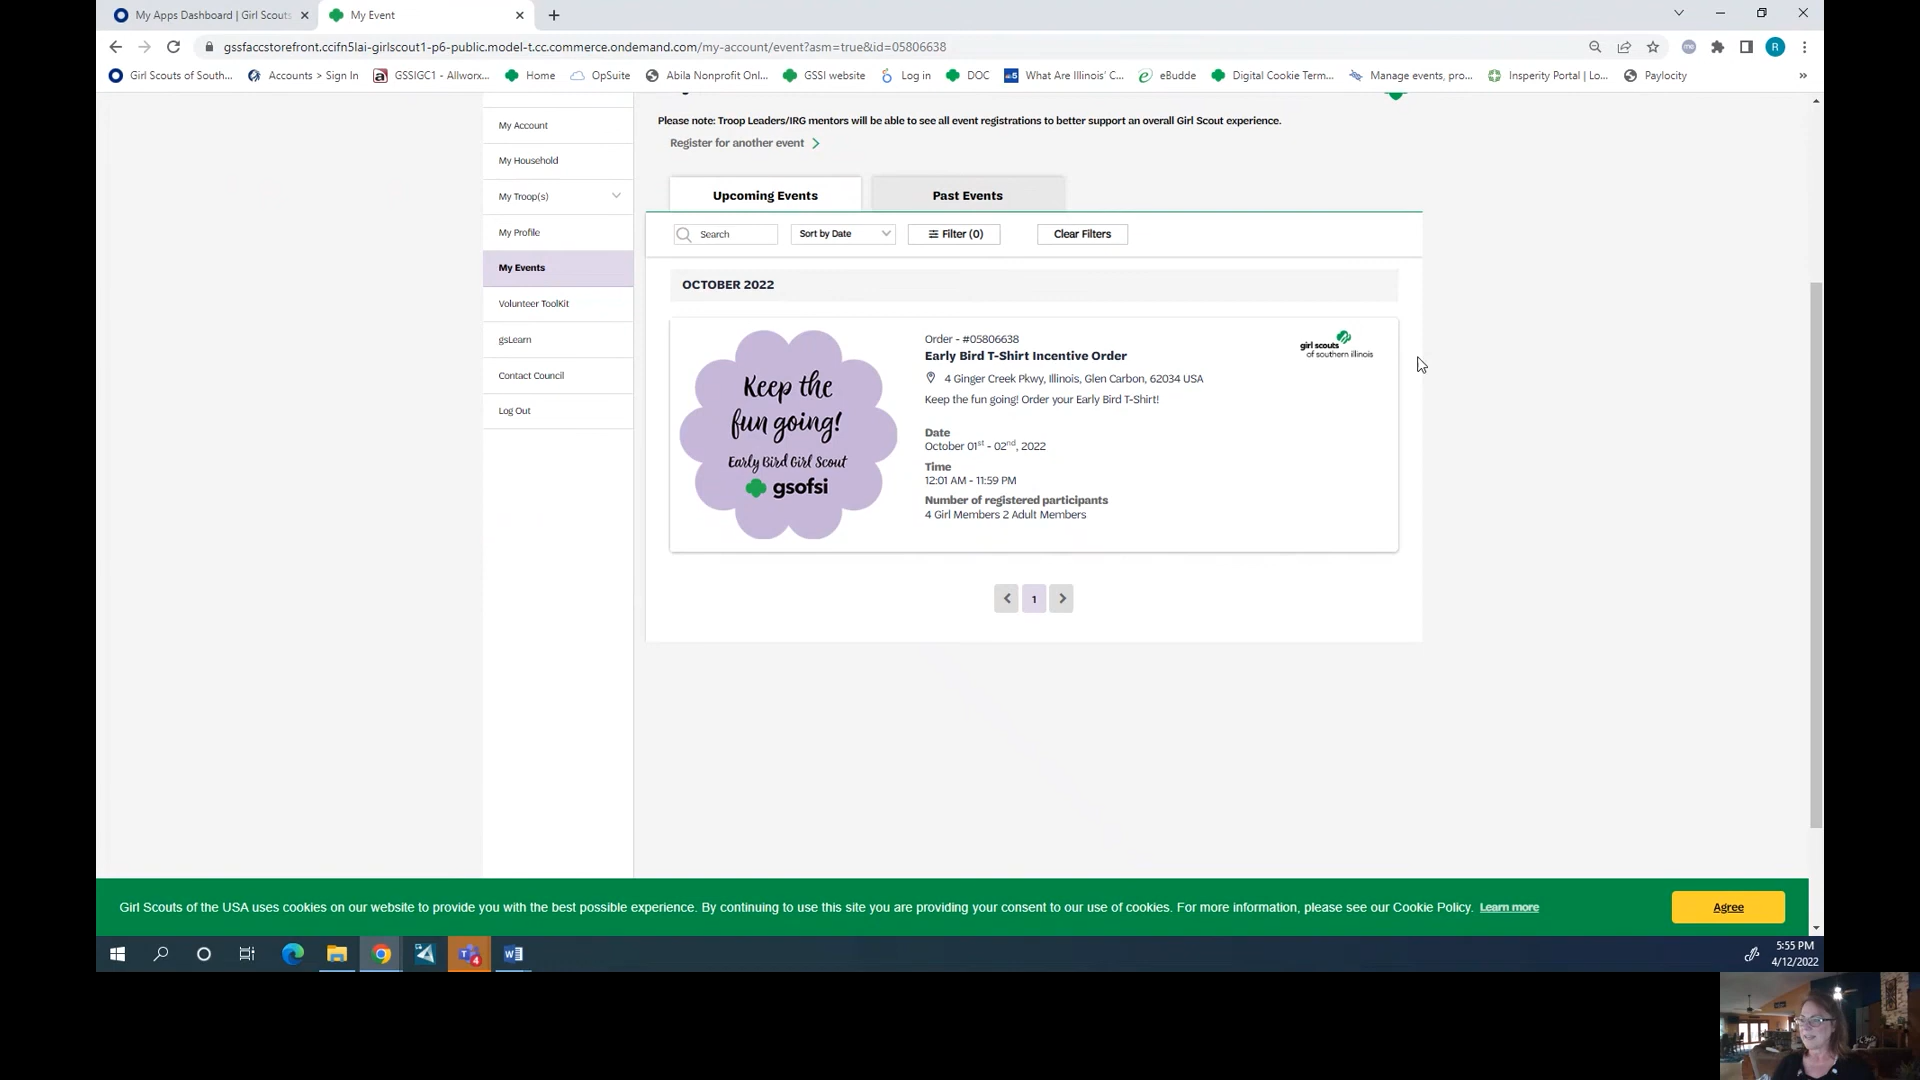 My Apps Dashboard | Girl Scouts
My Event
gssfaccstorefront.ccifn5lai-girlscout1-p6-public.model-t.cc.commerce.ondemand.com/my-account/event?asm=true&id=05806638
R
Girl Scouts of South...
Accounts > Sign In
GSSIGC1 - Allworx...
Home
OpSuite
Abila Nonprofit Onl...
GSSI website
Log in
DOC
What Are Illinois' C...
eBudde
Digital Cookie Term...
Manage events, pro...
Insperity Portal | Lo...
Paylocity
»
Please note: Troop Leaders/IRG mentors will be able to see all event registrations to better support an overall Girl Scout experience.
Register for another event
My Account
My Household
My Troop(s)
My Profile
My Events
Volunteer ToolKit
gsLearn
Contact Council
Log Out
Upcoming Events
Past Events
Search
Sort by Date
Filter (0)
Clear Filters
OCTOBER 2022
Keep the
fun going!
Early Bird Girl Scout
gsofsi
Order - #05806638
Early Bird T-Shirt Incentive Order
4 Ginger Creek Pkwy, Illinois, Glen Carbon, 62034 USA
Keep the fun going! Order your Early Bird T-Shirt!
Date
October 01st - 02nd, 2022
Time
12:01 AM - 11:59 PM
Number of registered participants
4 Girl Members 2 Adult Members
girl scouts
of southern illinois
1
Girl Scouts of the USA uses cookies on our website to provide you with the best possible experience. By continuing to use this site you are providing your consent to our use of cookies. For more information, please see our Cookie Policy. Learn more
Agree
4
5:55 PM
4/12/2022